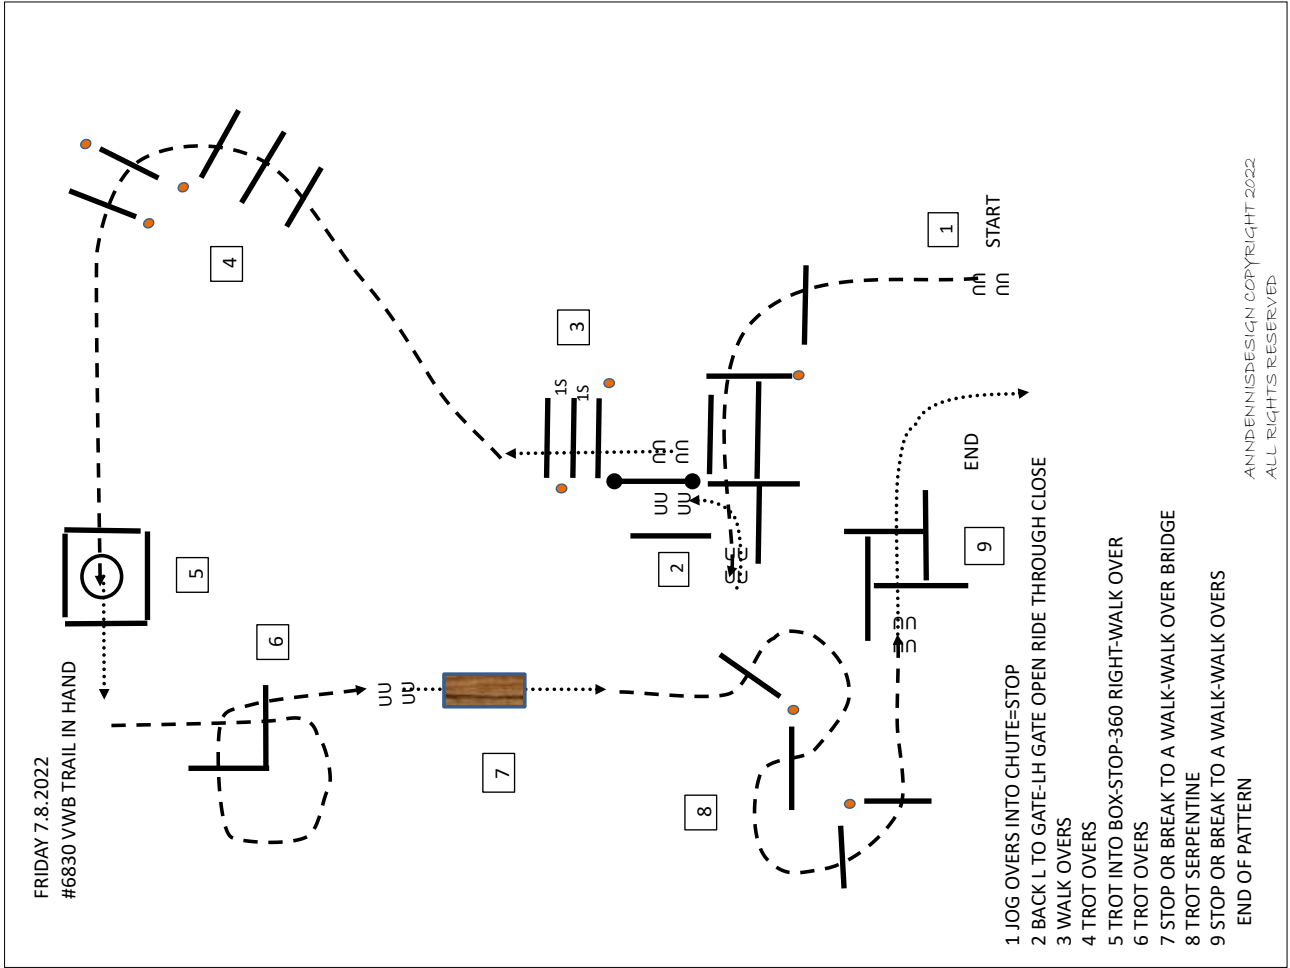 FRIDAY 7.8.2022
#6830 VWB TRAIL IN HAND
4
5
6
7
3
1S
1S
2
8
1
START
9
END
1 JOG OVERS INTO CHUTE=STOP
2 BACK L TO GATE-LH GATE OPEN RIDE THROUGH CLOSE
3 WALK OVERS
4 TROT OVERS
5 TROT INTO BOX-STOP-360 RIGHT-WALK OVER
6 TROT OVERS
7 STOP OR BREAK TO A WALK-WALK OVER BRIDGE
8 TROT SERPENTINE
9 STOP OR BREAK TO A WALK-WALK OVERS
END OF PATTERN
ANNDENNISDESIGN COPYRIGHT 2022
ALL RIGHTS RESERVED